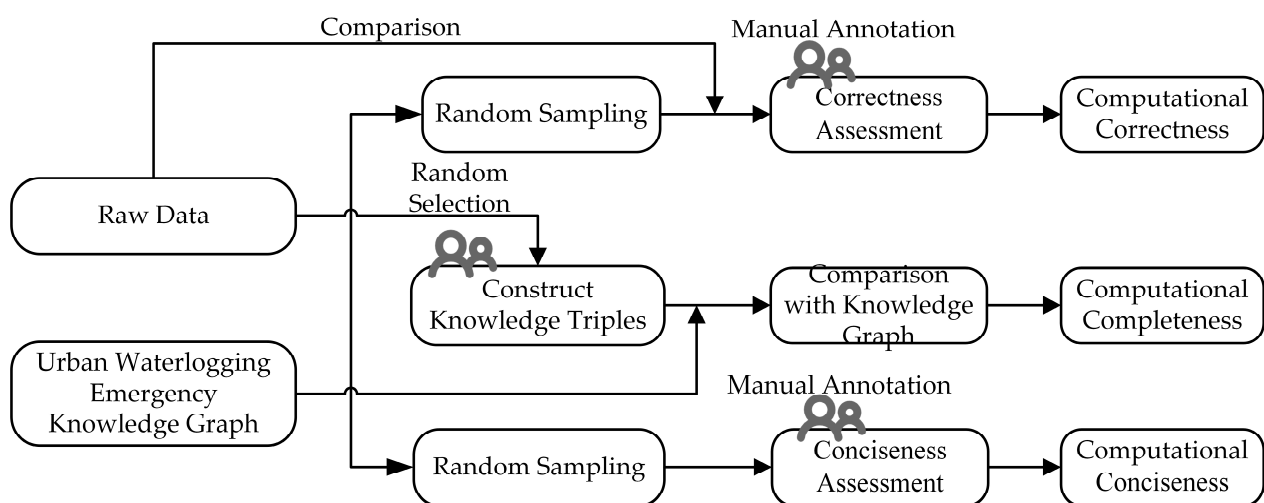 Comparison
Manual Annotation
Random Sampling
Correctness
Assessment
Computational
Correctness
Raw Data
Random
Selection
Construct
Knowledge Triples
Comparison
with Knowledge
Graph
Computational
Completeness
Urban Waterlogging
Emergency
Knowledge Graph
Manual Annotation
Random Sampling
Conciseness
Assessment
Computational
Conciseness